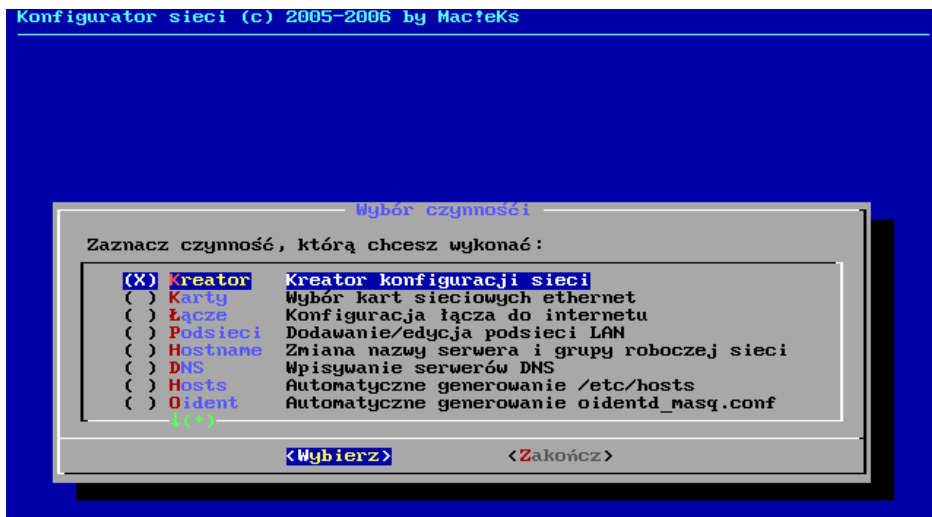 Konfigurator sieci (c) 2005-2006 by Mac!eKs
Wybór czynności
Zaznacz czynność, którą chcesz wykonać:
(X) Kreator Kreator konfiguracji sieci
( ) Karty Wybór kart sieciowych ethernet
( ) Łącze Konfiguracja łącza do internetu
( ) Podsieci Dodawanie/edycja podsieci LAN
( ) Hostname Zmiana nazwy serwera i grupy roboczej sieci
( ) DNS Wpisywanie serwerów DNS
( ) Hosts Automatyczne generowanie /etc/hosts
( ) Oident Automatyczne generowanie oidentd_masq.conf
↓(+)
<Wybierz> <Zakończ>